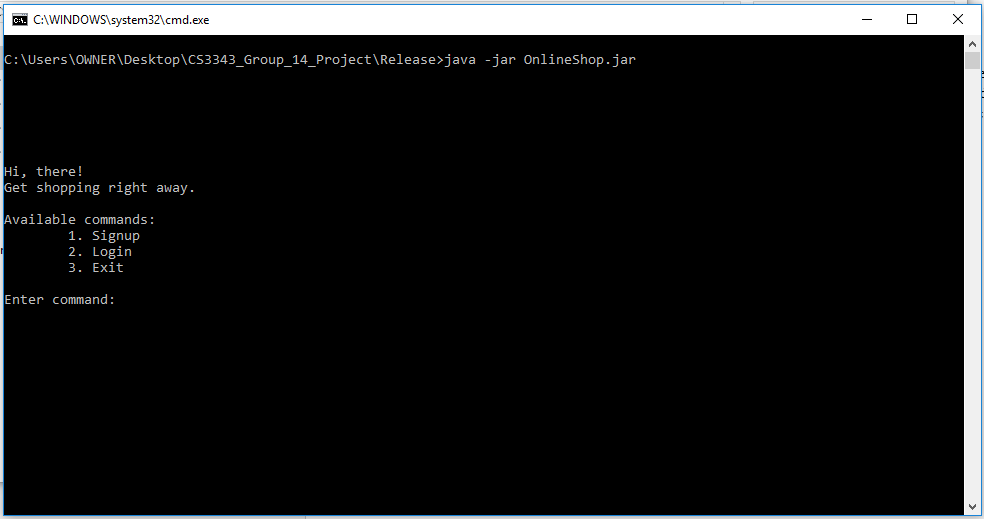 C:\WINDOWS\system32\cmd.exe
C:\Users\OWNER\Desktop\CS3343_Group_14_Project\Release>java -jar OnlineShop.jar
Hi, there!
Get shopping right away.
Available commands:
1. Signup
2. Login
3. Exit
Enter command: